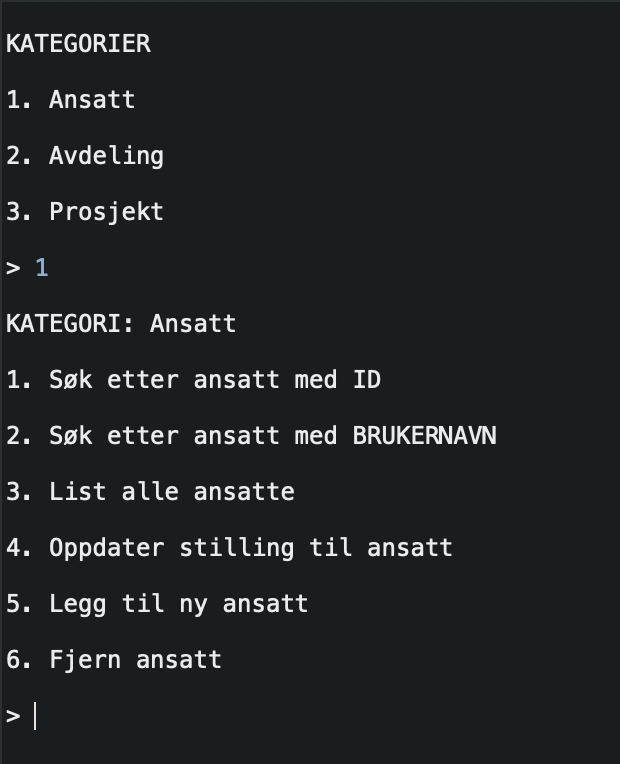 KATEGORIER
1. Ansatt
2. Avdeling
3. Prosjekt
> 1
KATEGORI: Ansatt
1. Søk etter ansatt med ID
2. Søk etter ansatt med BRUKERNAVN
3. List alle ansatte
4. Oppdater stilling til ansatt
5. Legg til ny ansatt
6. Fjern ansatt
>